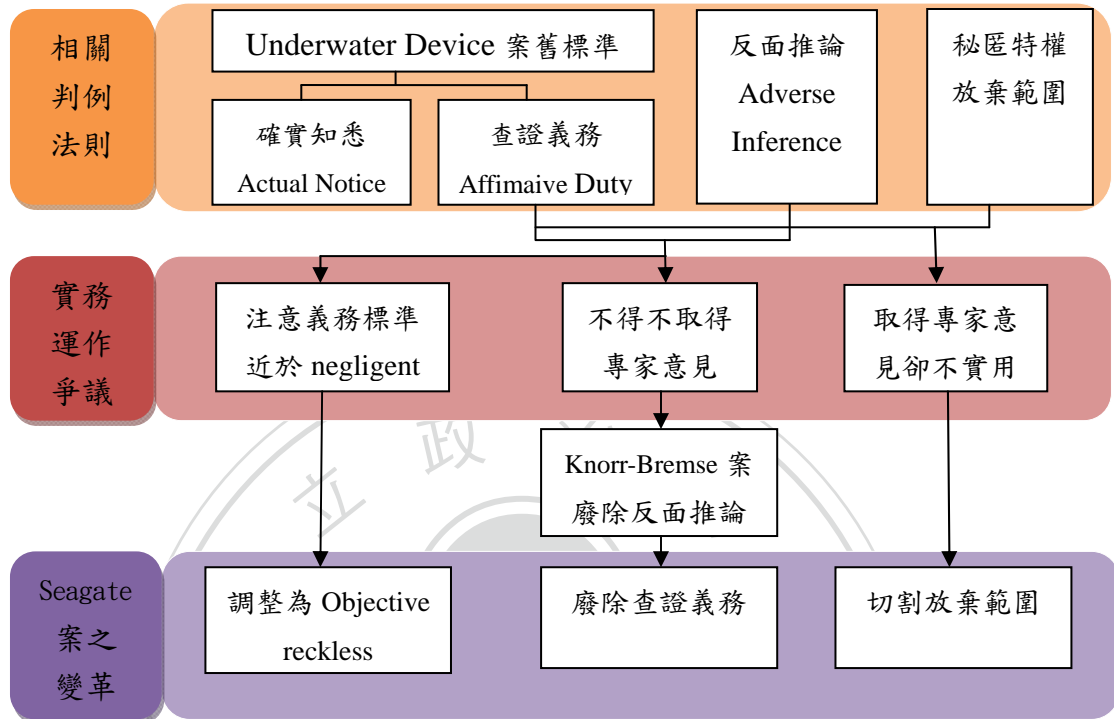 相關
判例
法則
Underwater Device 案舊標準
確實知悉
Actual Notice
查證義務
Affimaive Duty
反面推論
Adverse
Inference
秘匿特權
放棄範圍
實務
運作
爭議
注意義務標準
近於 negligent
不得不取得
專家意見
取得專家意
見卻不實用
立 政
Knorr-Bremse 案
廢除反面推論
Seagate
案之
變革
調整為 Objective
reckless
廢除查證義務
切割放棄範圍